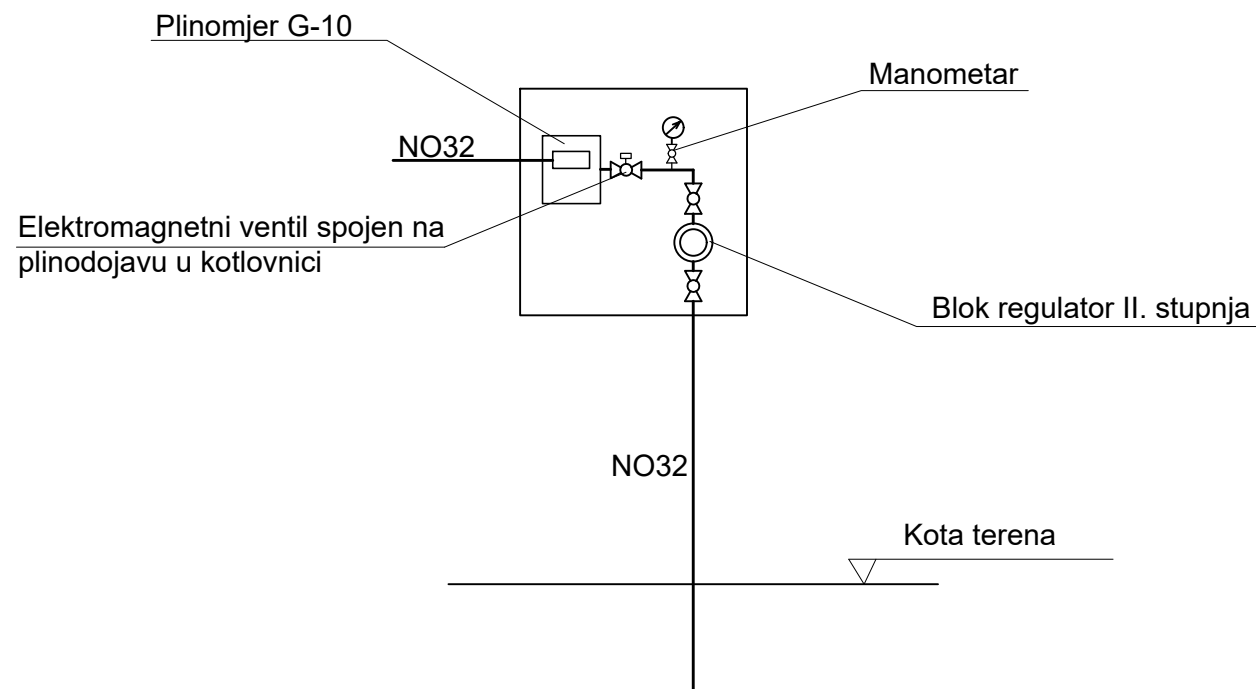 Plinomjer G-10
Manometar
NO32
Elektromagnetni ventil spojen na
plinodojavu u kotlovnici
Blok regulator II. stupnja
NO32
Kota terena